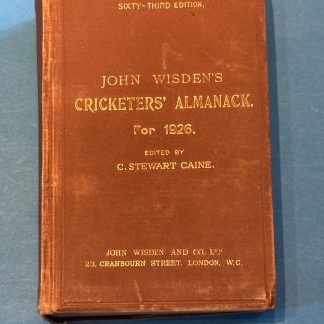 SIXTY-THIRD EDITION,
JOHN WISDEN'S
CRICKETERS' ALMANACK.
For 1926.
EDITED BY
C. STEWART CAINE.
JOHN WISDEN AND CO. LTD
23, CRANBOURN STREET, LONDON, W.C.